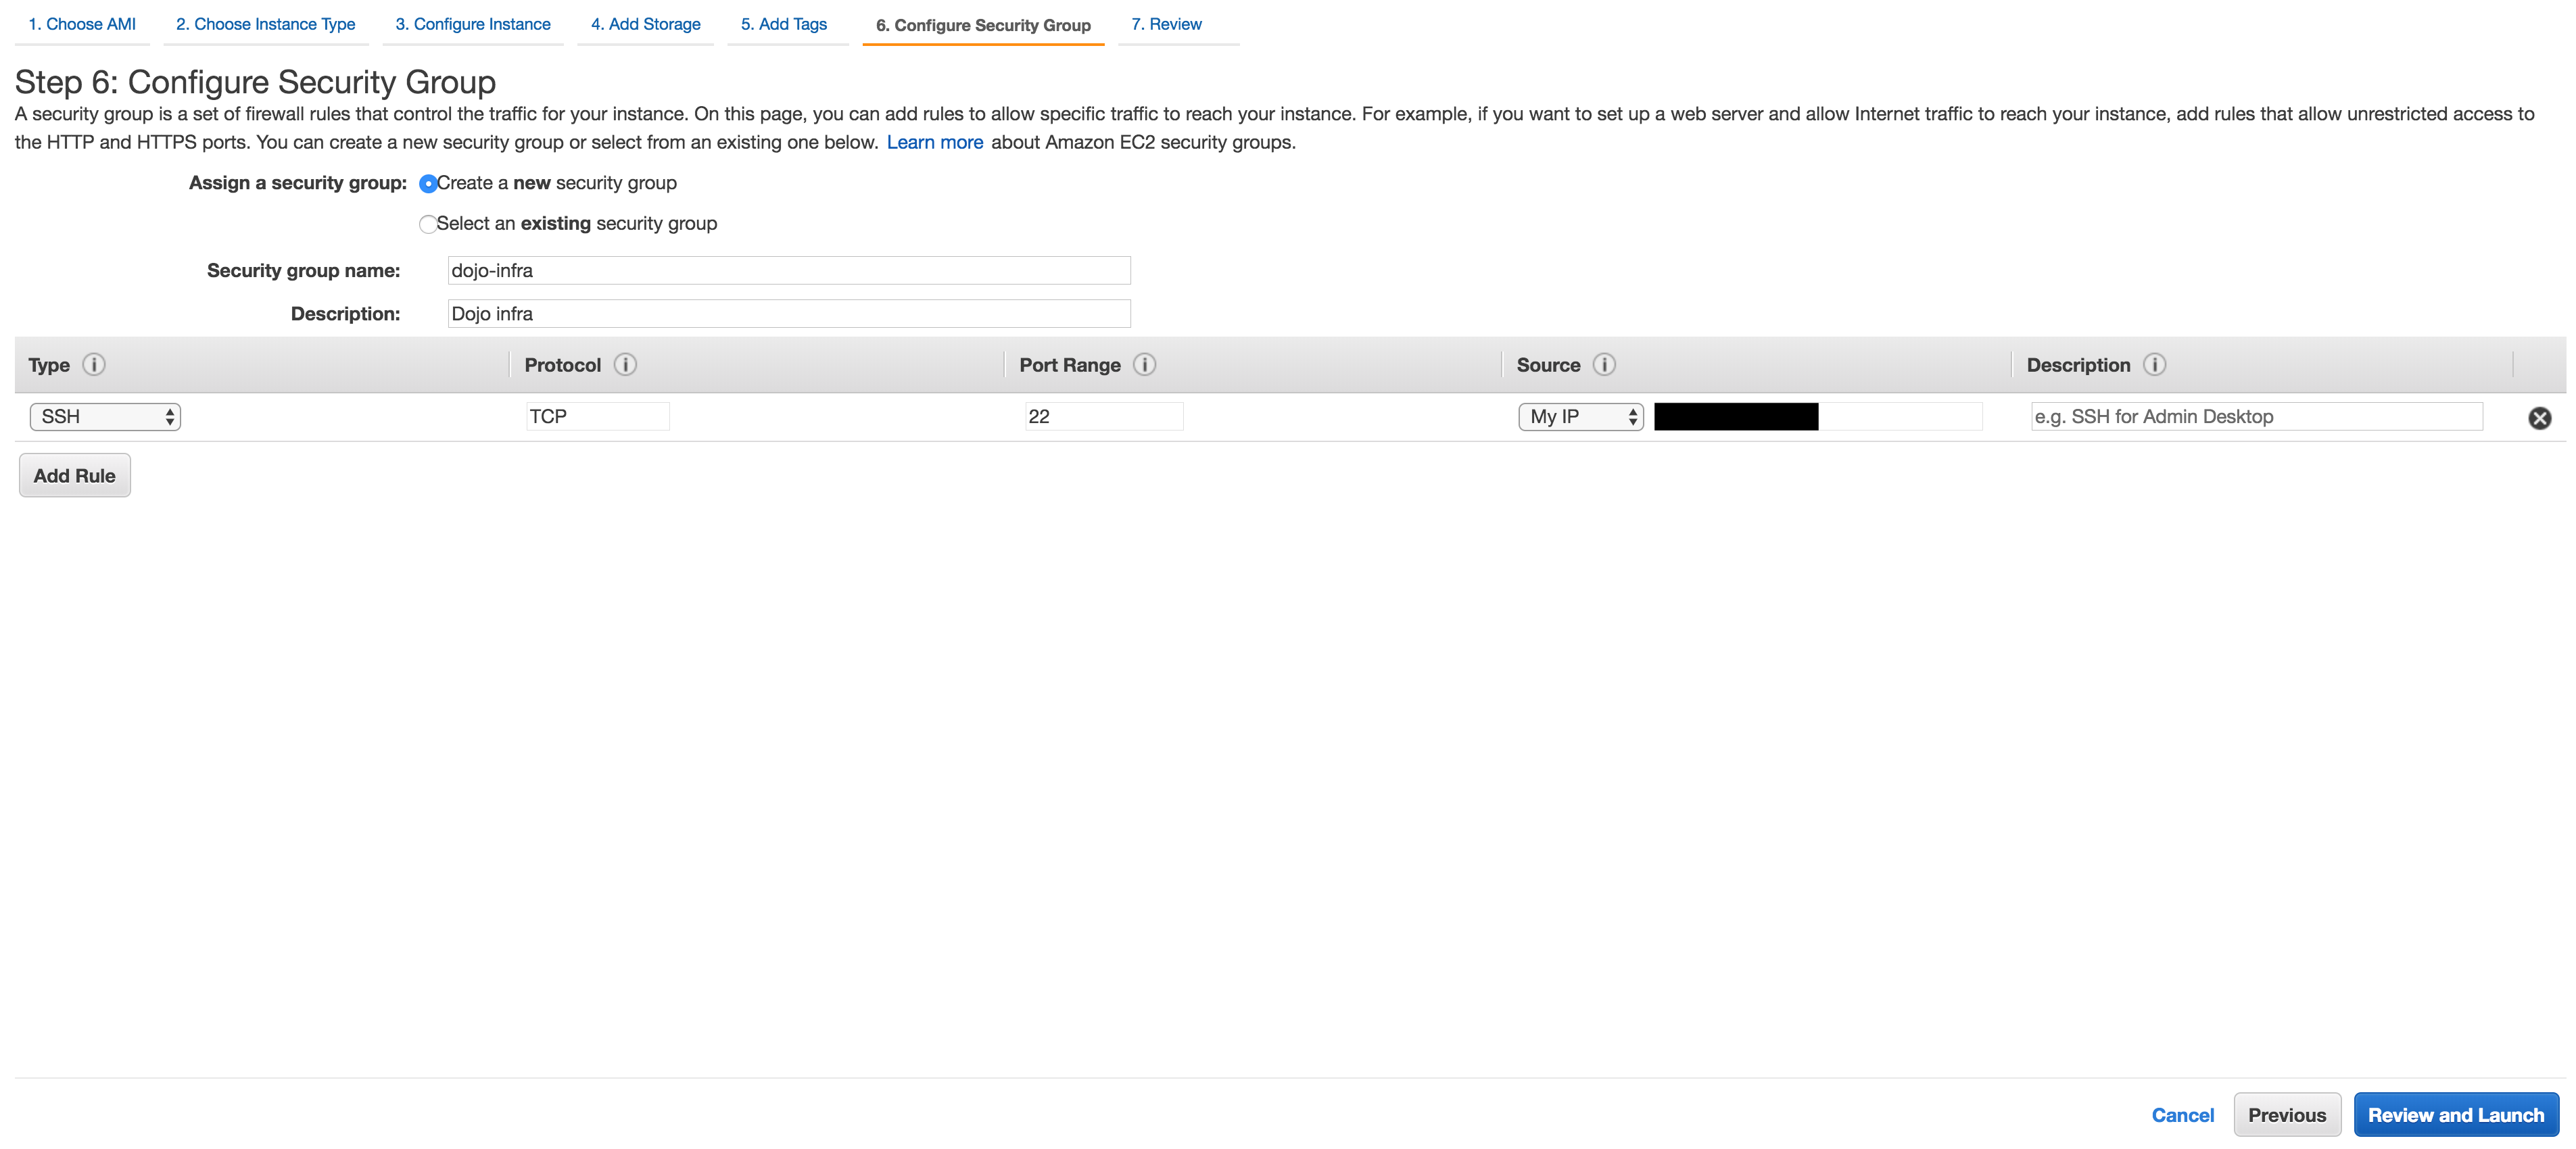 1. Choose AMI 2. Choose Instance Type 3. Configure Instance 4. Add Storage 5. Add Tags 6. Configure Security Group 7. Review
Step 6: Configure Security Group
A security group is a set of firewall rules that control the traffic for your instance. On this page, you can add rules to allow specific traffic to reach your instance. For example, if you want to set up a web server and allow Internet traffic to reach your instance, add rules that allow unrestricted access to
the HTTP and HTTPS ports. You can create a new security group or select from an existing one below. Learn more about Amazon EC2 security groups.
Assign a security group: Create a new security group
Select an existing security group
Security group name: dojo-infra
Description: Dojo infra
Type Protocol Port Range Source Description
SSH TCP 22 My IP e.g. SSH for Admin Desktop
Add Rule
Cancel Previous Review and Launch